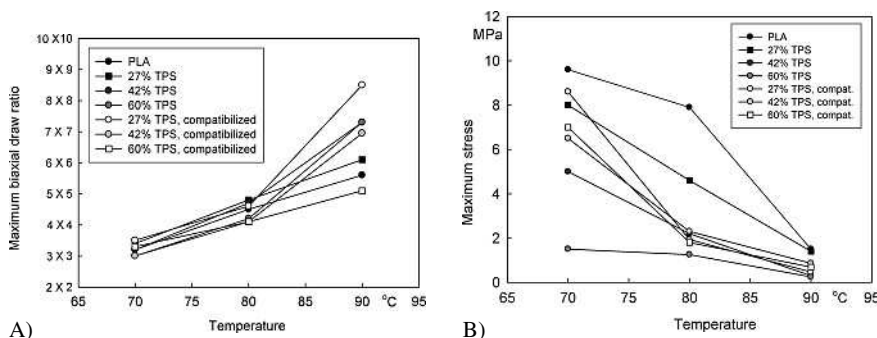 10 X10
9 X 9
8 X 8
7 X 7
6 X 6
5 X 5
4 X 4
3 X 3
2 X 2
Maximum biaxial draw ratio
PLA
27% TPS
42% TPS
60% TPS
27% TPS, compatibilized
42% TPS, compatibilized
60% TPS, compatibilized
65 70 75 80 85 90 °C 95
Temperature
A)
12
MPa
10
8
6
4
2
0
Maximum stress
PLA
27% TPS
42% TPS
60% TPS
27% TPS, compat.
42% TPS, compat.
60% TPS, compat.
65 70 75 80 85 90 °C 95
Temperature
B)